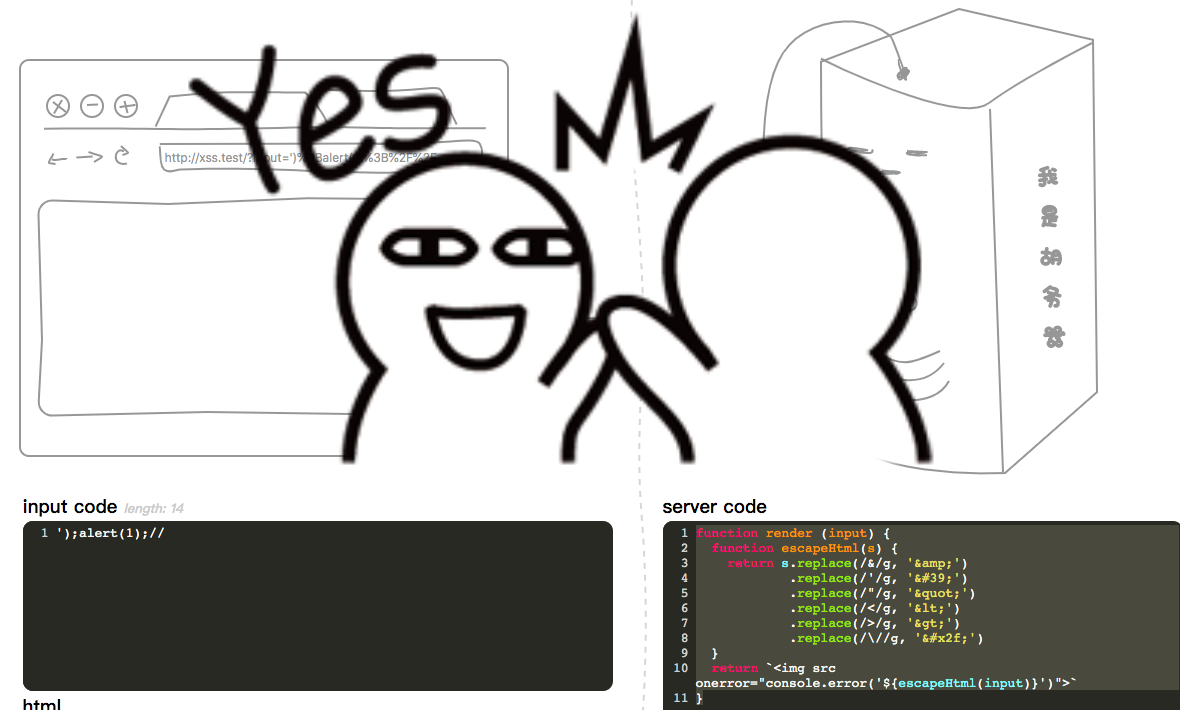 Yes
http://xss.test/?
我
是
胡
务
器
input code length: 14
1 ');alert(1);//
server code
1 function render (input) {
2   function escapeHtml(s) {
3     return s.replace(/&/g, '&amp;')
4             .replace(/'/g, '&#39;')
5             .replace(/"/g, '&quot;')
6             .replace(/</g, '&lt;')
7             .replace(/>/g, '&gt;')
8             .replace(/\//g, '&#x2f;')
9   }
10   return `<img src
onerror="console.error('${escapeHtml(input)}')">`
11 }
html